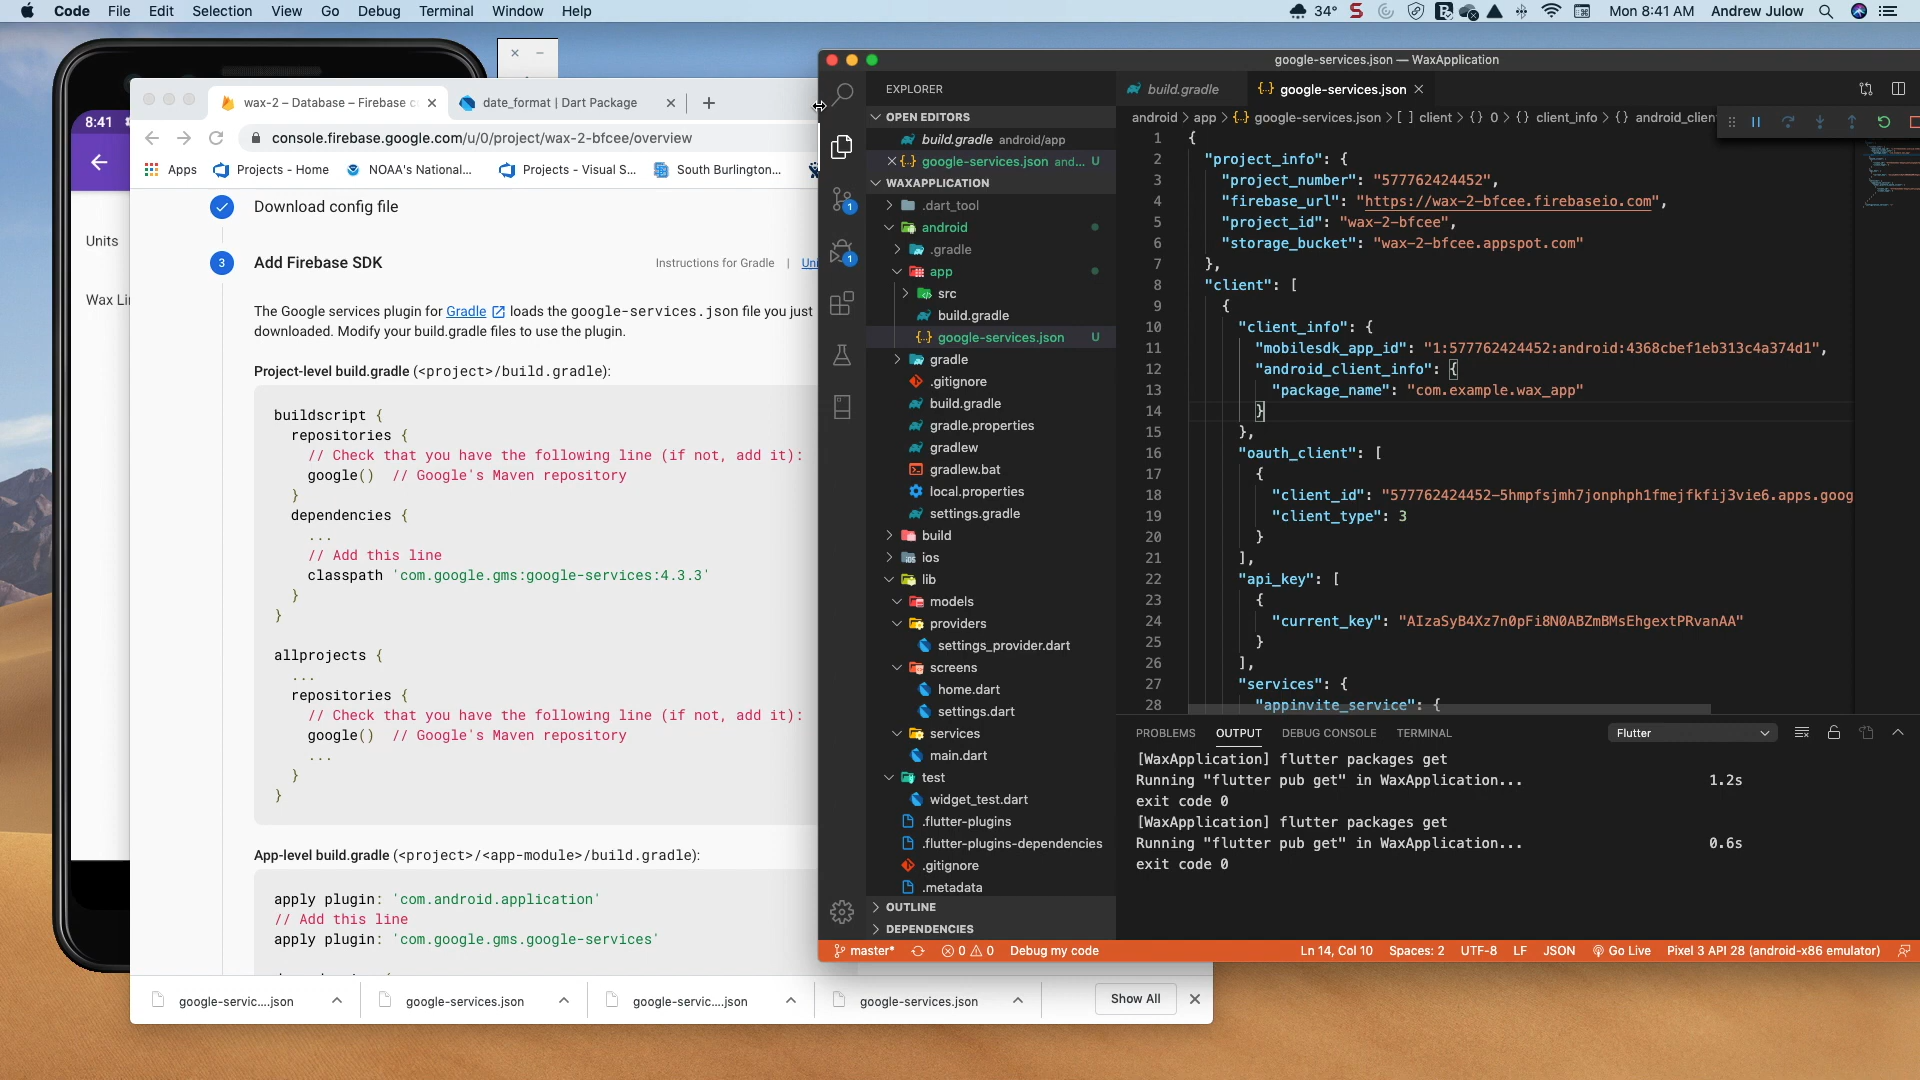 Code File Edit Selection View Go Debug Terminal Window Help
34° Mon 8:41 AM Andrew Julow
8:41
Units
Wax Li
wax-2 – Database – Firebase c
date_format | Dart Package
console.firebase.google.com/u/0/project/wax-2-bfcee/overview
Apps Projects - Home NOAA's National... Projects - Visual S... South Burlington...
Download config file
3 Add Firebase SDK Instructions for Gradle | Uni
The Google services plugin for Gradle loads the google-services.json file you just
downloaded. Modify your build.gradle files to use the plugin.
Project-level build.gradle (<project>/build.gradle):
buildscript {
repositories {
// Check that you have the following line (if not, add it):
google() // Google's Maven repository
}
dependencies {
...
// Add this line
classpath 'com.google.gms:google-services:4.3.3'
}
}
allprojects {
...
repositories {
// Check that you have the following line (if not, add it):
google() // Google's Maven repository
...
}
}
App-level build.gradle (<project>/<app-module>/build.gradle):
apply plugin: 'com.android.application'
// Add this line
apply plugin: 'com.google.gms.google-services'
google-servic....json google-services.json google-servic....json google-services.json Show All
google-services.json — WaxApplication
EXPLORER
OPEN EDITORS
build.gradle android/app
google-services.json and... U
WAXAPPLICATION
.dart_tool
android
.gradle
app
src
build.gradle
google-services.json U
gradle
.gitignore
build.gradle
gradle.properties
gradlew
gradlew.bat
local.properties
settings.gradle
build
ios
lib
models
providers
settings_provider.dart
screens
home.dart
settings.dart
services
main.dart
test
widget_test.dart
.flutter-plugins
.flutter-plugins-dependencies
.gitignore
.metadata
OUTLINE
DEPENDENCIES
1
1
build.gradle google-services.json
android > app > google-services.json > [ ] client > {} 0 > {} client_info > {} android_clien
1 {
2 "project_info": {
3 "project_number": "577762424452",
4 "firebase_url": "https://wax-2-bfcee.firebaseio.com",
5 "project_id": "wax-2-bfcee",
6 "storage_bucket": "wax-2-bfcee.appspot.com"
7 },
8 "client": [
9 {
10 "client_info": {
11 "mobilesdk_app_id": "1:577762424452:android:4368cbef1eb313c4a374d1",
12 "android_client_info": {
13 "package_name": "com.example.wax_app"
14 }
15 },
16 "oauth_client": [
17 {
18 "client_id": "577762424452-5hmpfsjmh7jonphph1fmejfkfij3vie6.apps.goog
19 "client_type": 3
20 }
21 ],
22 "api_key": [
23 {
24 "current_key": "AIzaSyB4Xz7n0pFi8N0ABZmBMsEhgextPRvanAA"
25 }
26 ],
27 "services": {
28 "appinvite_service": {
PROBLEMS OUTPUT DEBUG CONSOLE TERMINAL Flutter
[WaxApplication] flutter packages get
Running "flutter pub get" in WaxApplication... 1.2s
exit code 0
[WaxApplication] flutter packages get
Running "flutter pub get" in WaxApplication... 0.6s
exit code 0
master* 0 0 Debug my code Ln 14, Col 10 Spaces: 2 UTF-8 LF JSON Go Live Pixel 3 API 28 (android-x86 emulator)